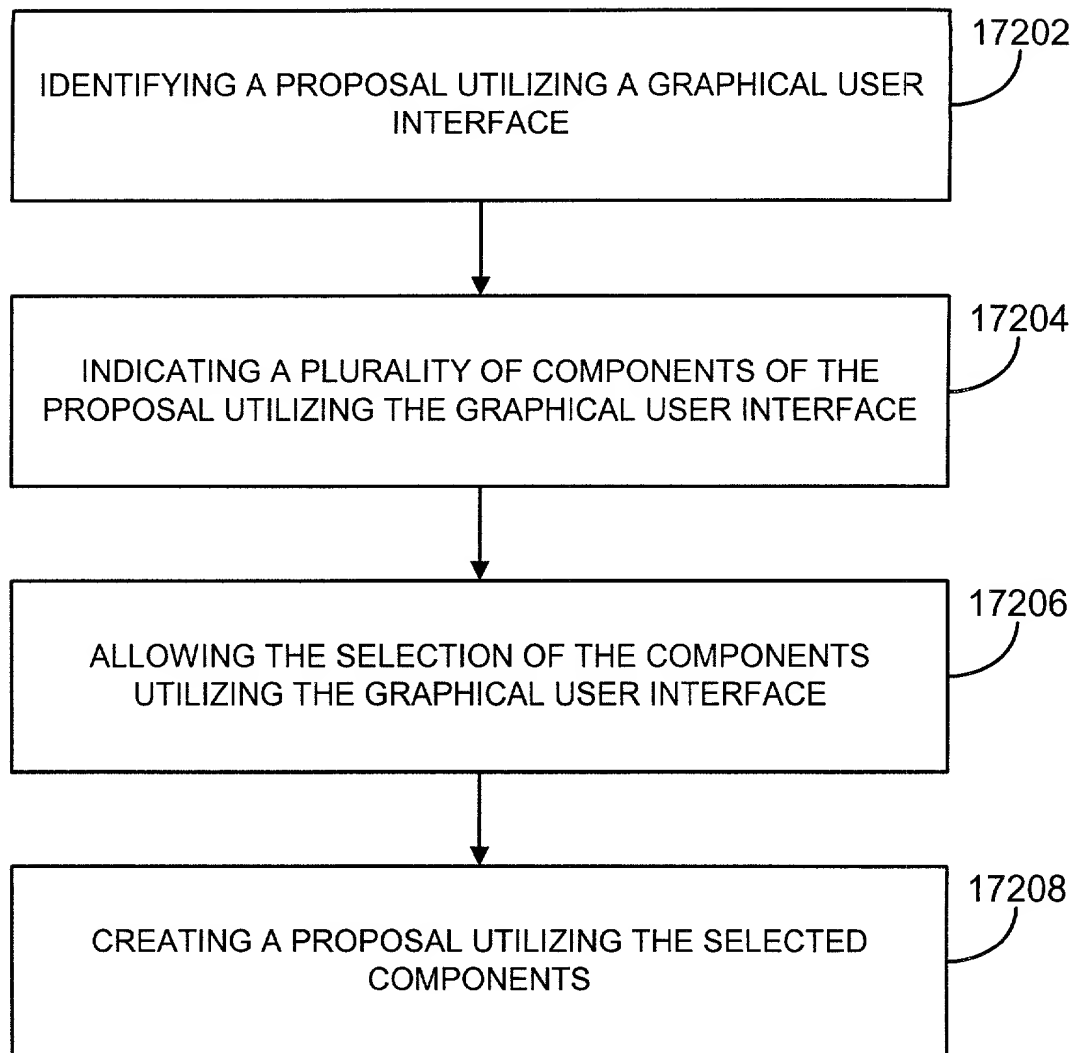 17202
IDENTIFYING A PROPOSAL UTILIZING A GRAPHICAL USER
INTERFACE
17204
INDICATING A PLURALITY OF COMPONENTS OF THE
PROPOSAL UTILIZING THE GRAPHICAL USER INTERFACE
17206
ALLOWING THE SELECTION OF THE COMPONENTS
UTILIZING THE GRAPHICAL USER INTERFACE
17208
CREATING A PROPOSAL UTILIZING THE SELECTED
COMPONENTS